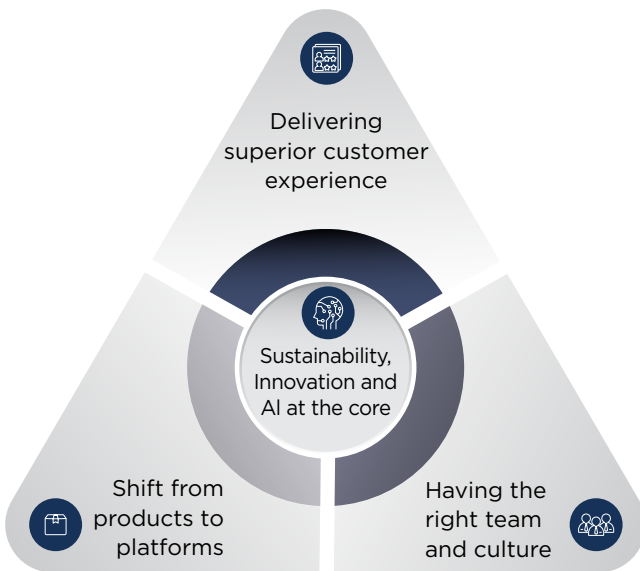 Delivering
superior customer
experience
Sustainability,
Innovation and
AI at the core
Shift from
products to
platforms
Having the
right team
and culture